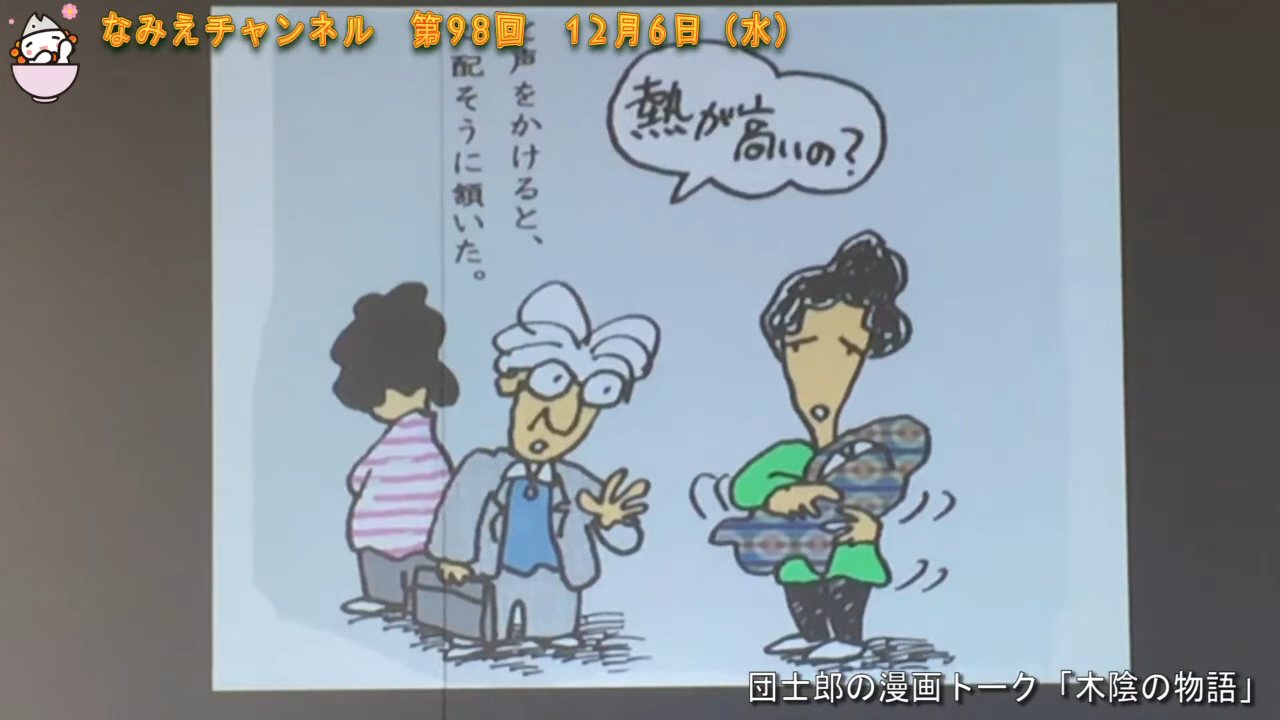 なみえチャンネル 第98回 12月6日（水）
声をかけると、
配そうに頷いた。
熱が高いの？
団士郎の漫画トーク「木陰の物語」